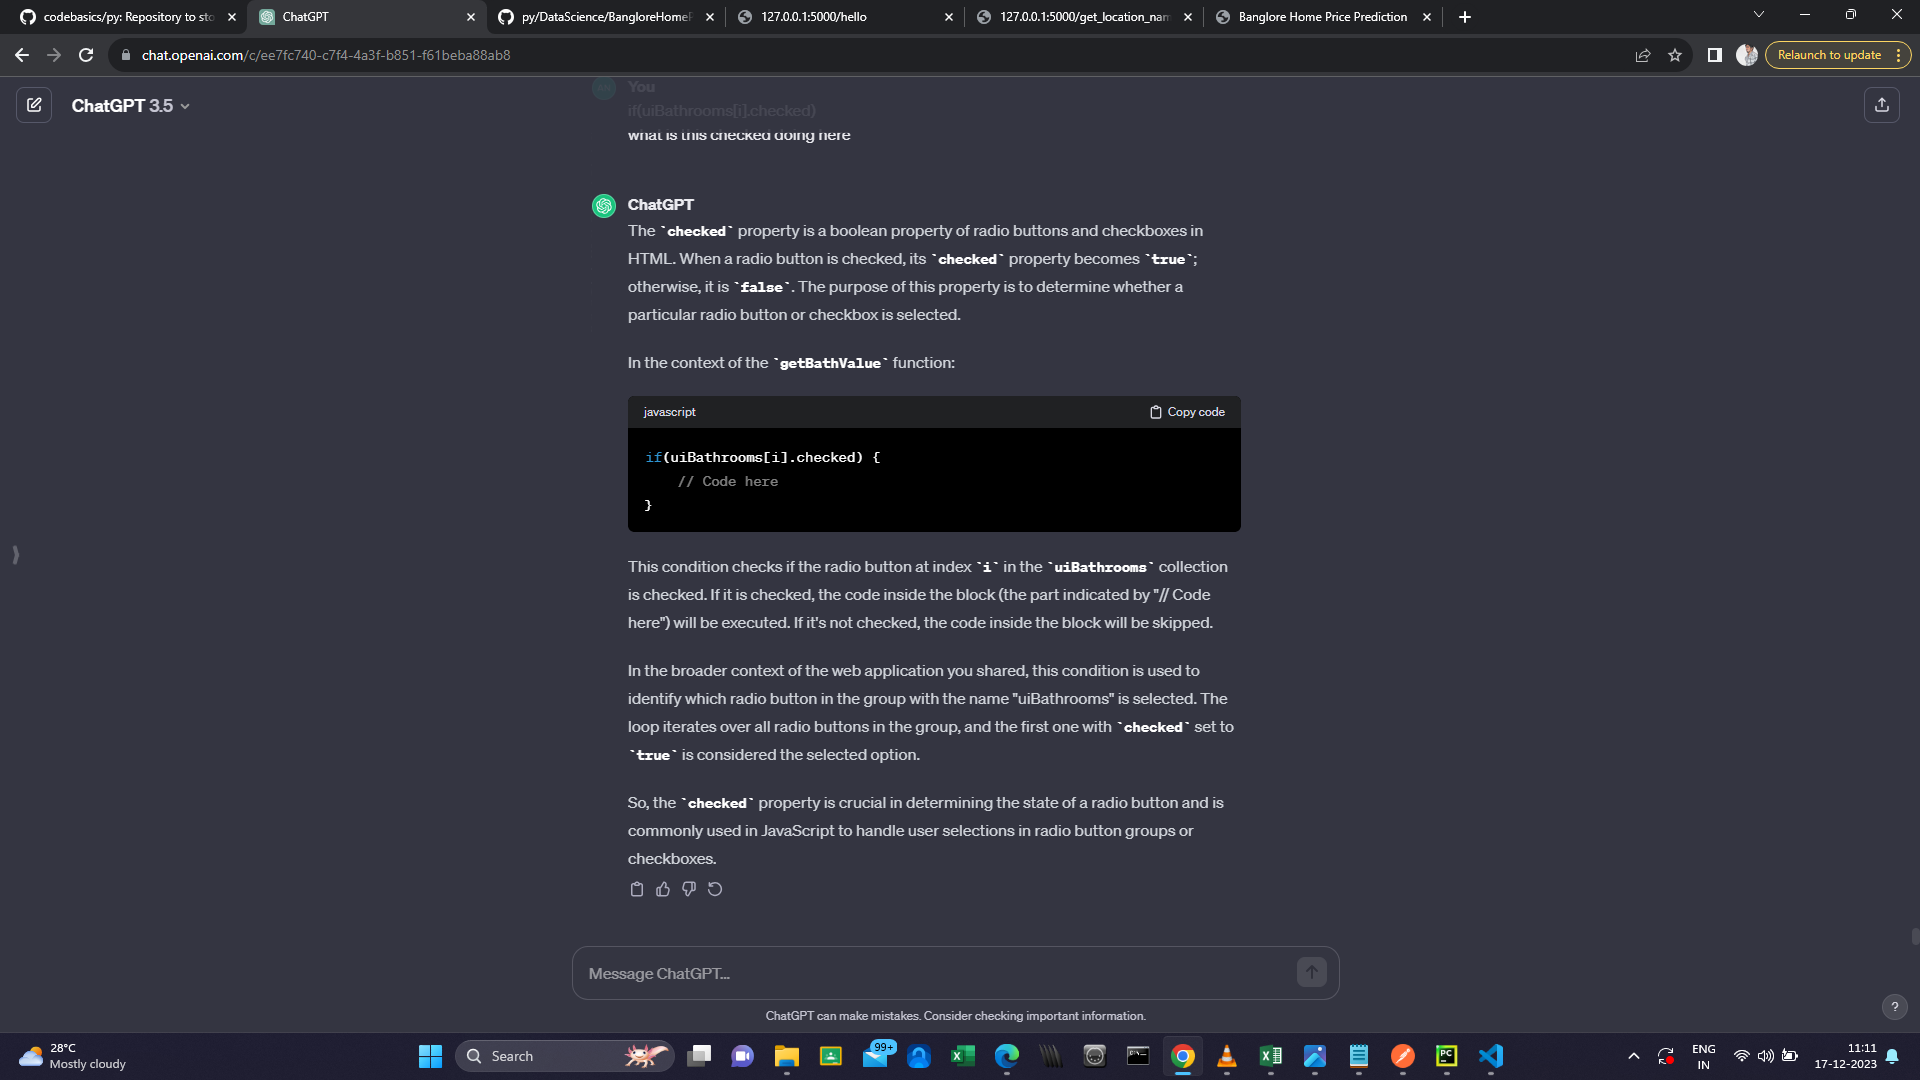 codebasics/py: Repository to sto
ChatGPT
py/DataScience/BangloreHomeP
127.0.0.1:5000/hello
127.0.0.1:5000/get_location_nam
Banglore Home Price Prediction
chat.openai.com/c/ee7fc740-c7f4-4a3f-b851-f61beba88ab8
Relaunch to update
ChatGPT 3.5
You
if(uiBathrooms[i].checked)
what is this checked doing here
ChatGPT
The `checked` property is a boolean property of radio buttons and checkboxes in
HTML. When a radio button is checked, its `checked` property becomes `true`;
otherwise, it is `false`. The purpose of this property is to determine whether a
particular radio button or checkbox is selected.
In the context of the `getBathValue` function:
javascript
Copy code
if(uiBathrooms[i].checked) {
// Code here
}
This condition checks if the radio button at index `i` in the `uiBathrooms` collection
is checked. If it is checked, the code inside the block (the part indicated by "// Code
here") will be executed. If it's not checked, the code inside the block will be skipped.
In the broader context of the web application you shared, this condition is used to
identify which radio button in the group with the name "uiBathrooms" is selected. The
loop iterates over all radio buttons in the group, and the first one with `checked` set to
`true` is considered the selected option.
So, the `checked` property is crucial in determining the state of a radio button and is
commonly used in JavaScript to handle user selections in radio button groups or
checkboxes.
Message ChatGPT...
ChatGPT can make mistakes. Consider checking important information.
?
28°C
Mostly cloudy
Search
99+
PC
ENG
IN
11:11
17-12-2023